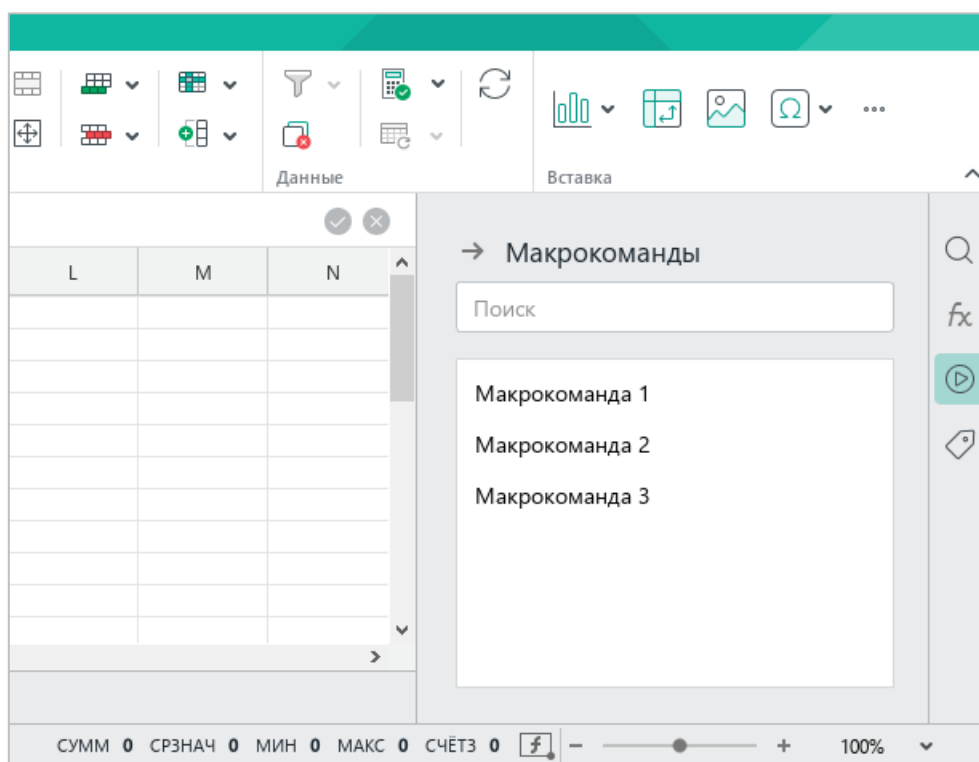 Данные
Вставка
→ Макрокоманды
L M N
Поиск
Макрокоманда 1
Макрокоманда 2
Макрокоманда 3
СУММ 0 СРЗНАЧ 0 МИН 0 МАКС 0 СЧЁТЗ 0 100%